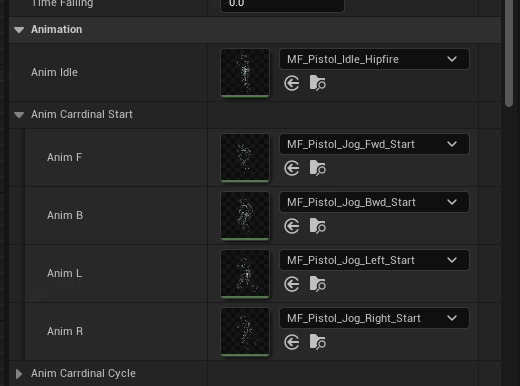 Time Falling
0.0
Animation
Anim Idle
MF_Pistol_Idle_Hipfire
Anim Carrdinal Start
Anim F
MF_Pistol_Jog_Fwd_Start
Anim B
MF_Pistol_Jog_Bwd_Start
Anim L
MF_Pistol_Jog_Left_Start
Anim R
MF_Pistol_Jog_Right_Start
Anim Carrdinal Cycle